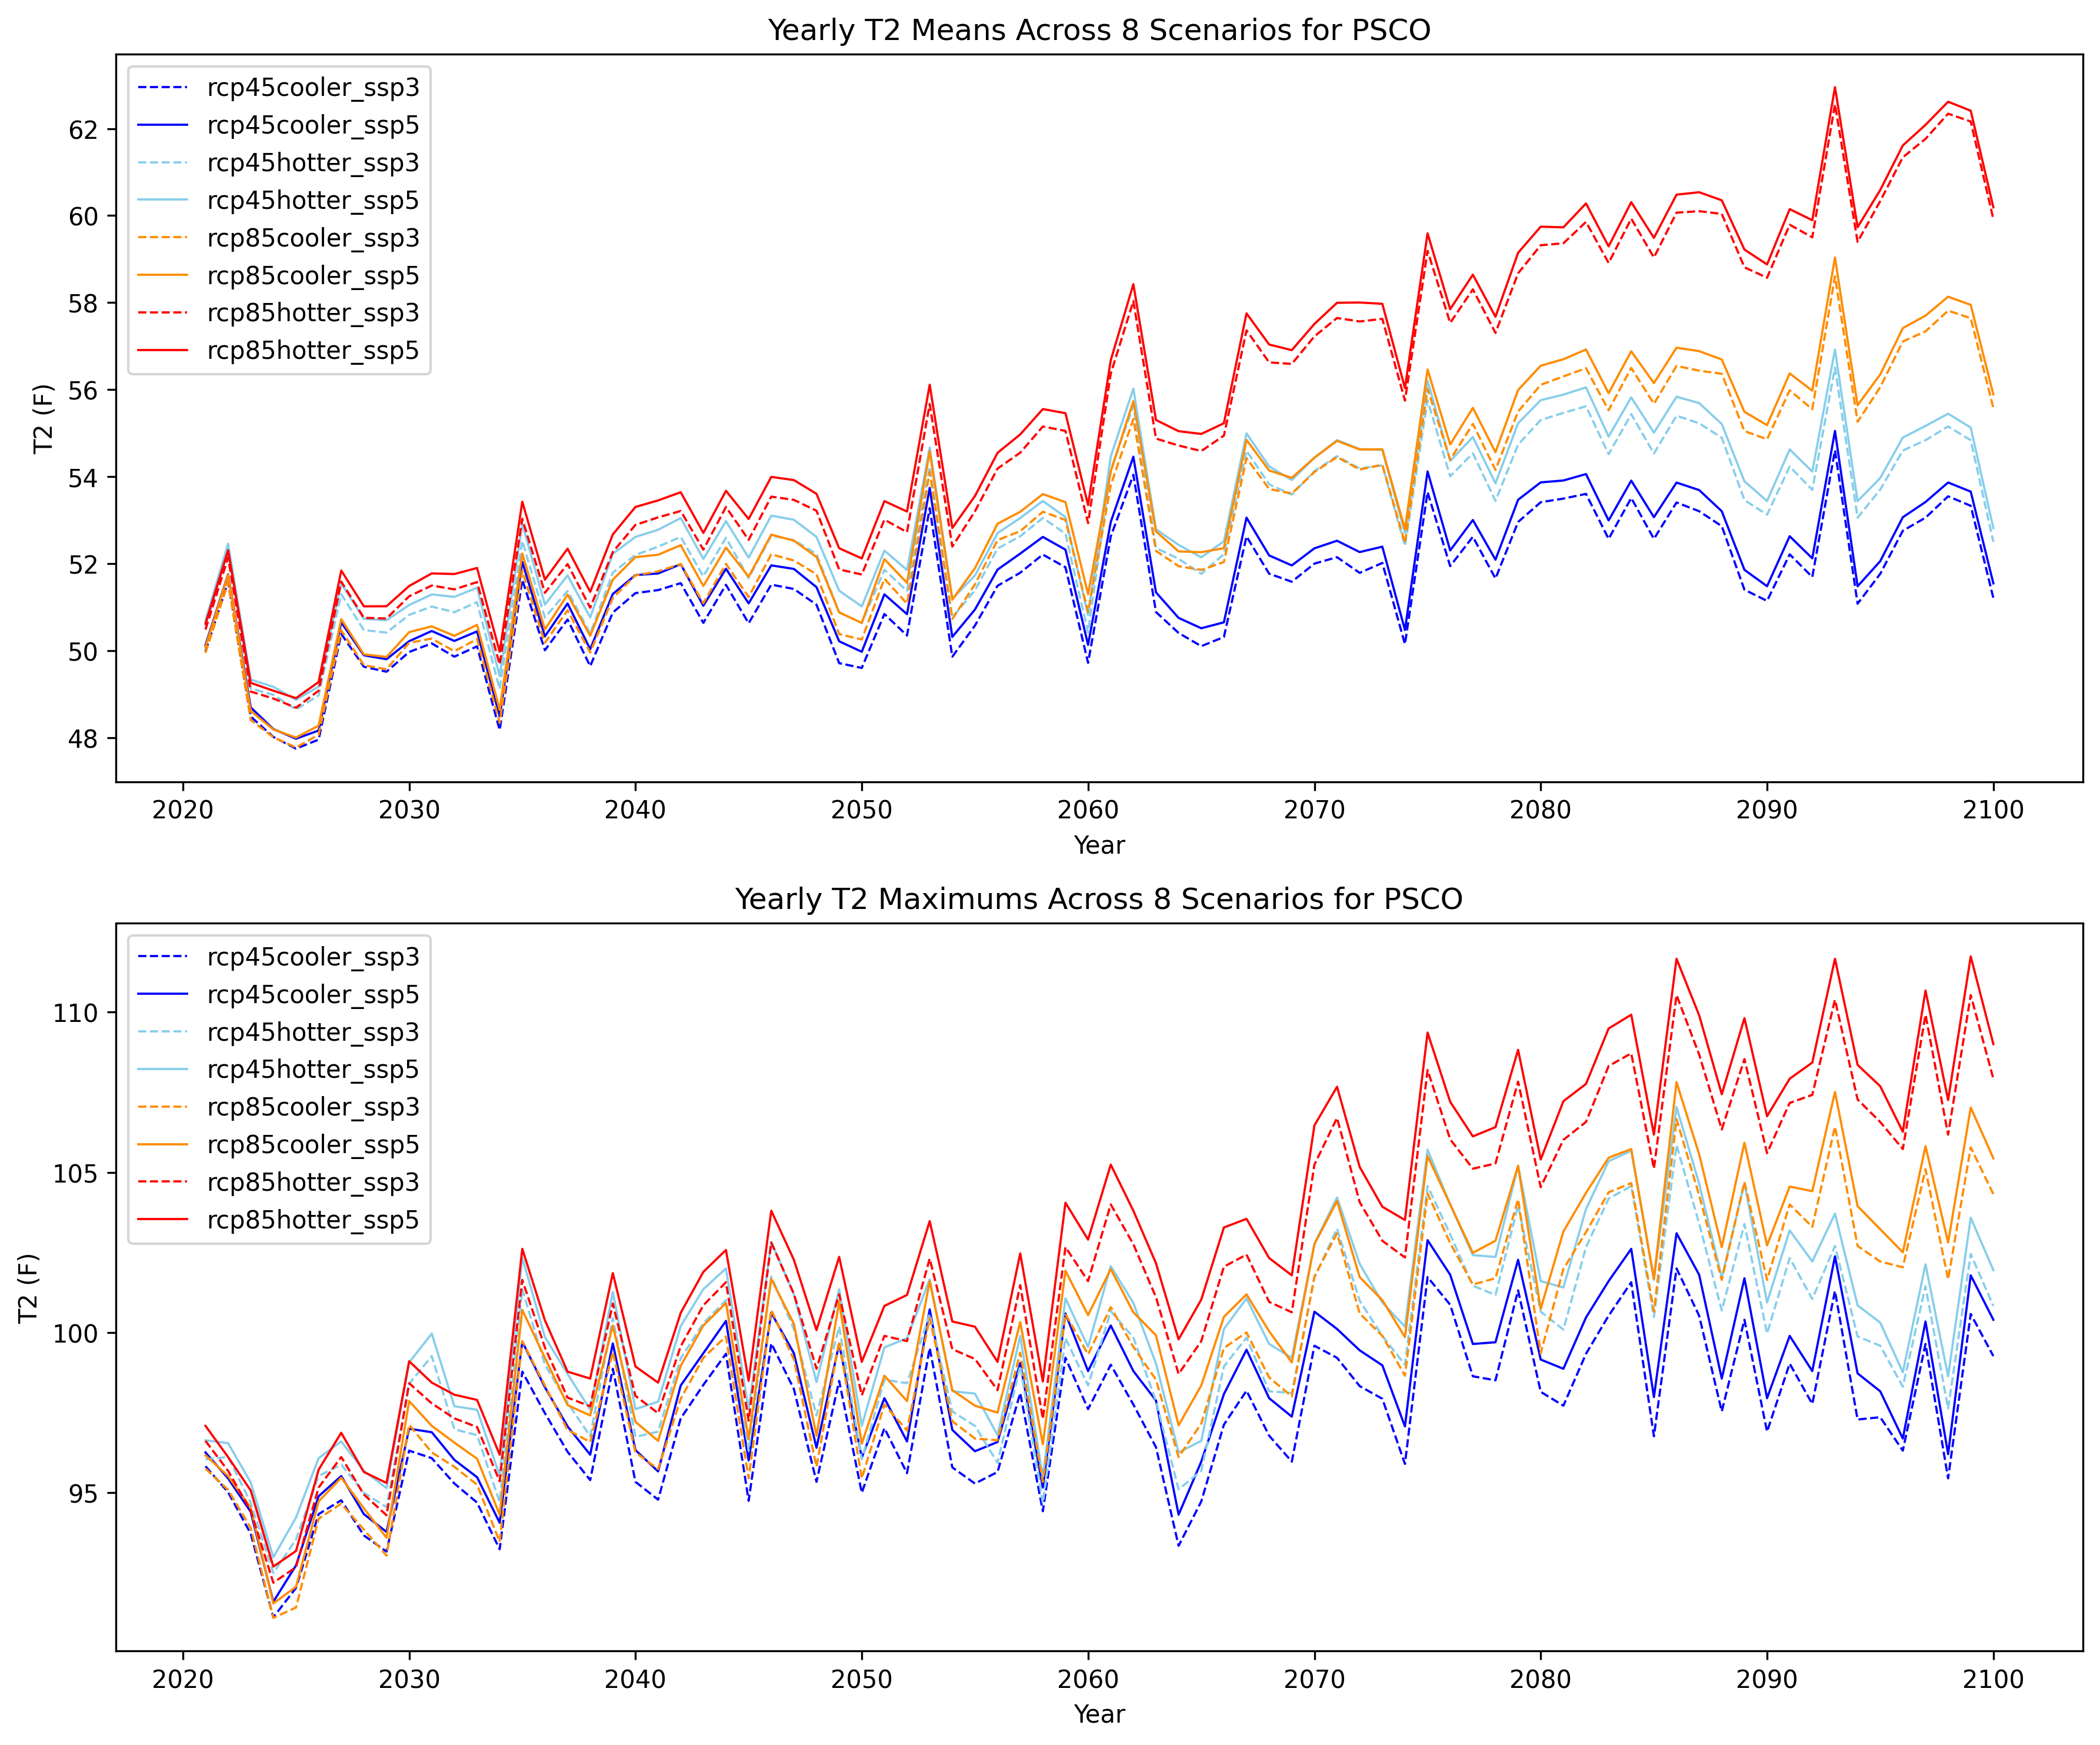 Yearly T2 Means Across 8 Scenarios for PSCO
rcp45cooler_ssp3
rcp45cooler_ssp5
rcp45hotter_ssp3
rcp45hotter_ssp5
rcp85cooler_ssp3
rcp85cooler_ssp5
rcp85hotter_ssp3
rcp85hotter_ssp5
T2 (F)
62
60
58
56
54
52
50
48
2020 2030 2040 2050 2060 2070 2080 2090 2100
Year
Yearly T2 Maximums Across 8 Scenarios for PSCO
rcp45cooler_ssp3
rcp45cooler_ssp5
rcp45hotter_ssp3
rcp45hotter_ssp5
rcp85cooler_ssp3
rcp85cooler_ssp5
rcp85hotter_ssp3
rcp85hotter_ssp5
T2 (F)
110
105
100
95
2020 2030 2040 2050 2060 2070 2080 2090 2100
Year